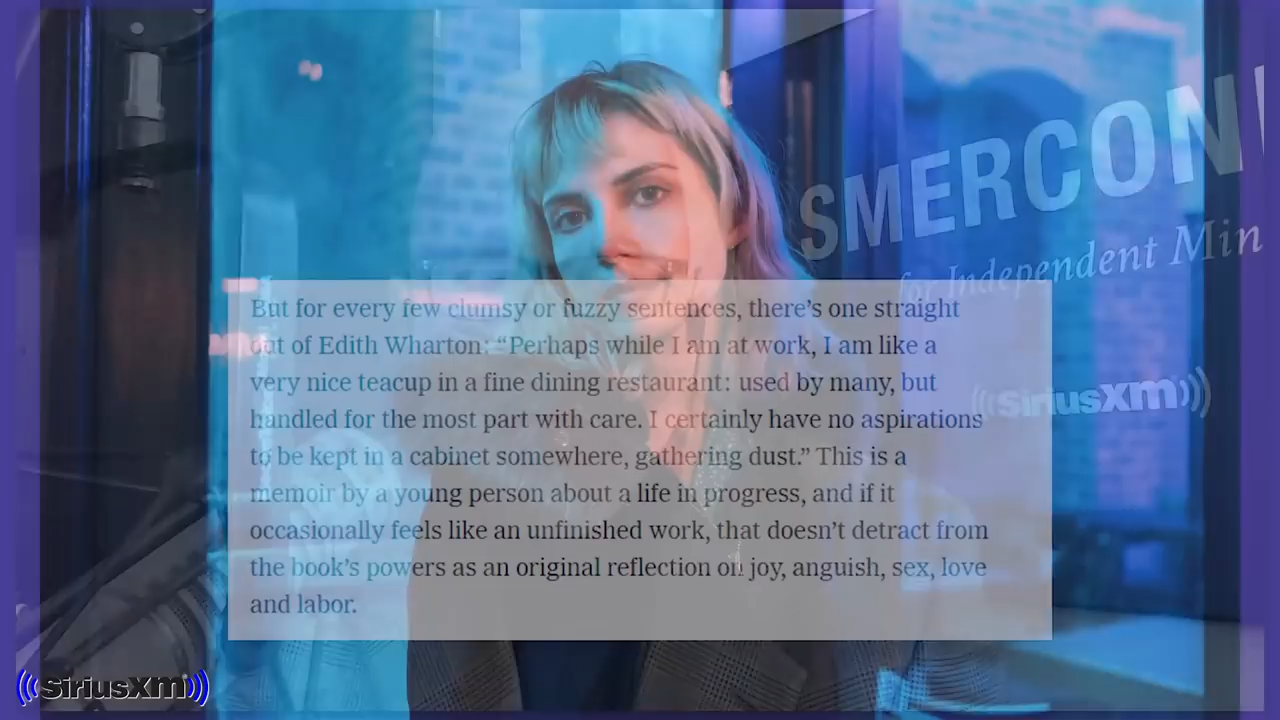 SMERCON
for Independent Min
But for every few clumsy or fuzzy sentences, there’s one straight
out of Edith Wharton: “Perhaps while I am at work, I am like a
very nice teacup in a fine dining restaurant: used by many, but
handled for the most part with care. I certainly have no aspirations
to be kept in a cabinet somewhere, gathering dust.” This is a
memoir by a young person about a life in progress, and if it
occasionally feels like an unfinished work, that doesn’t detract from
the book’s powers as an original reflection on joy, anguish, sex, love
and labor.
((SiriusXM))
((SiriusXM))